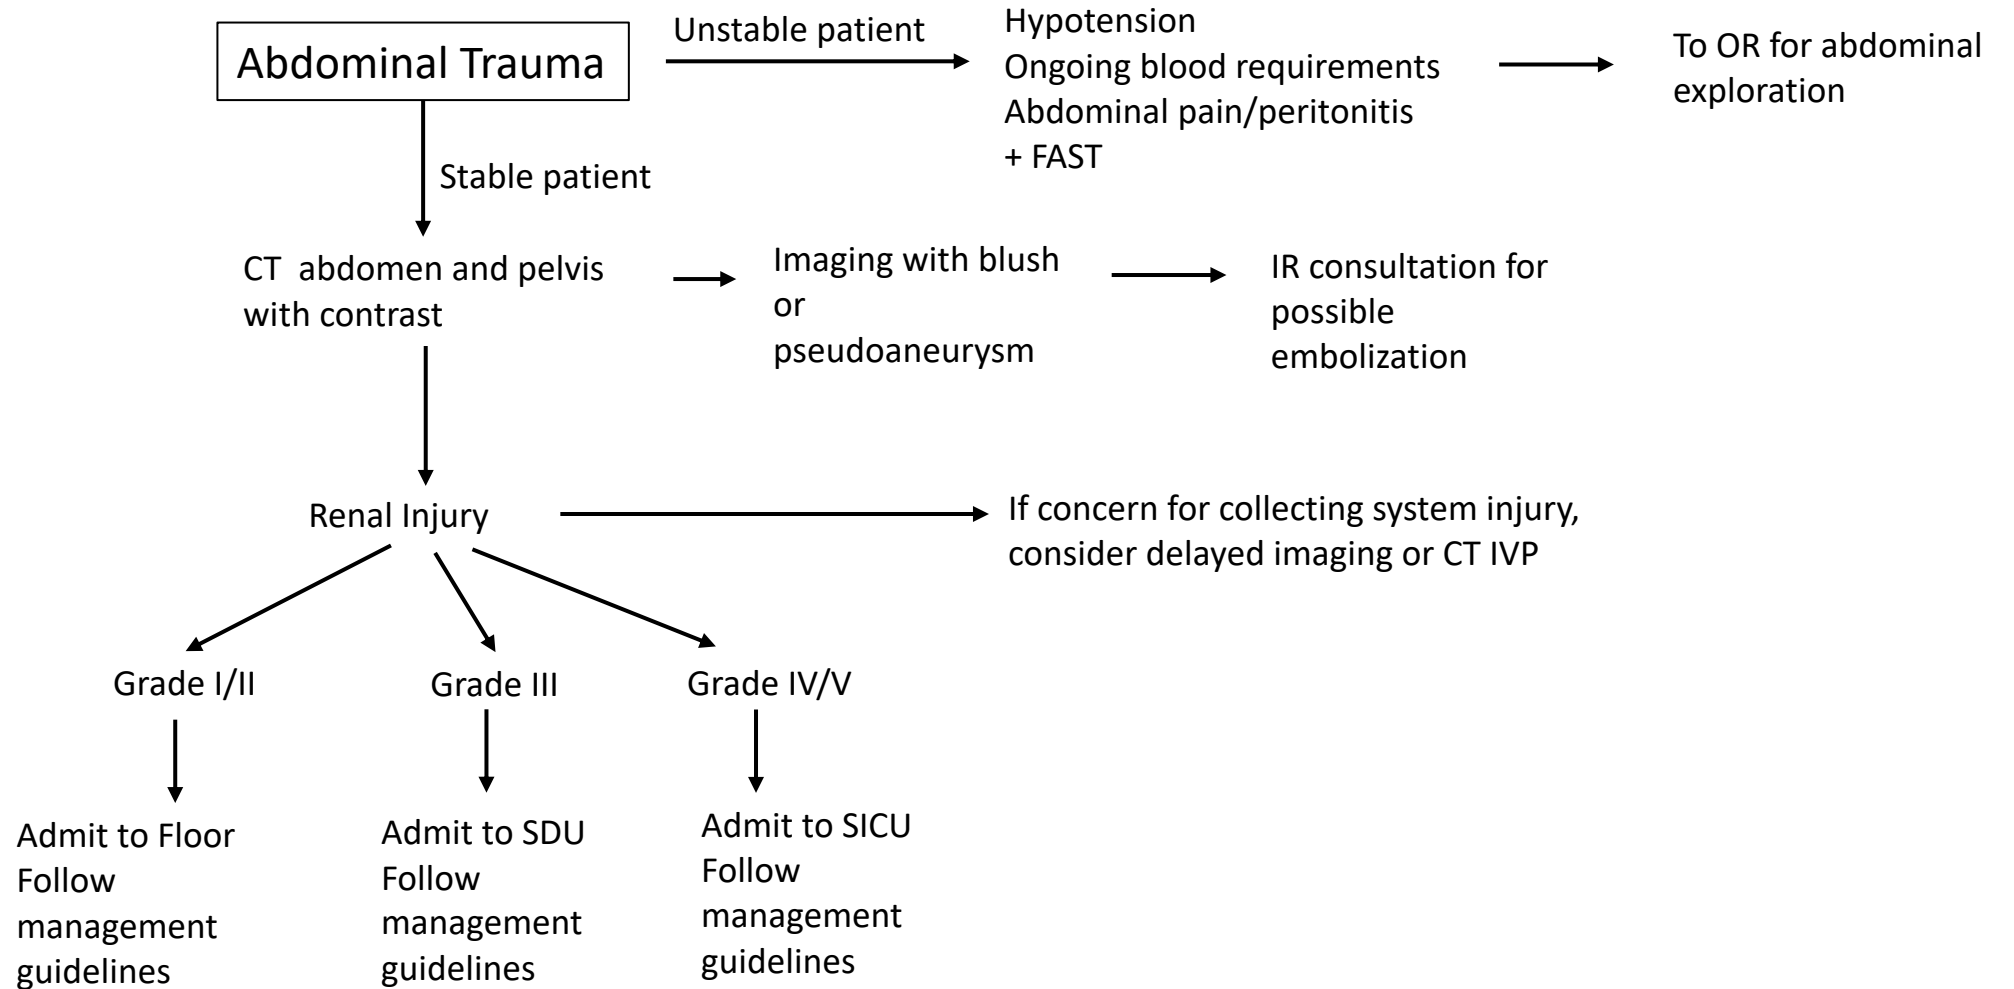 Abdominal Trauma
Unstable patient
Hypotension
Ongoing blood requirements
Abdominal pain/peritonitis
+ FAST
To OR for abdominal
exploration
Stable patient
CT  abdomen and pelvis
with contrast
Imaging with blush
or
pseudoaneurysm
IR consultation for
possible
embolization
Renal Injury
If concern for collecting system injury,
consider delayed imaging or CT IVP
Grade I/II
Grade III
Grade IV/V
Admit to Floor
Follow
management
guidelines
Admit to SDU
Follow
management
guidelines
Admit to SICU
Follow
management
guidelines